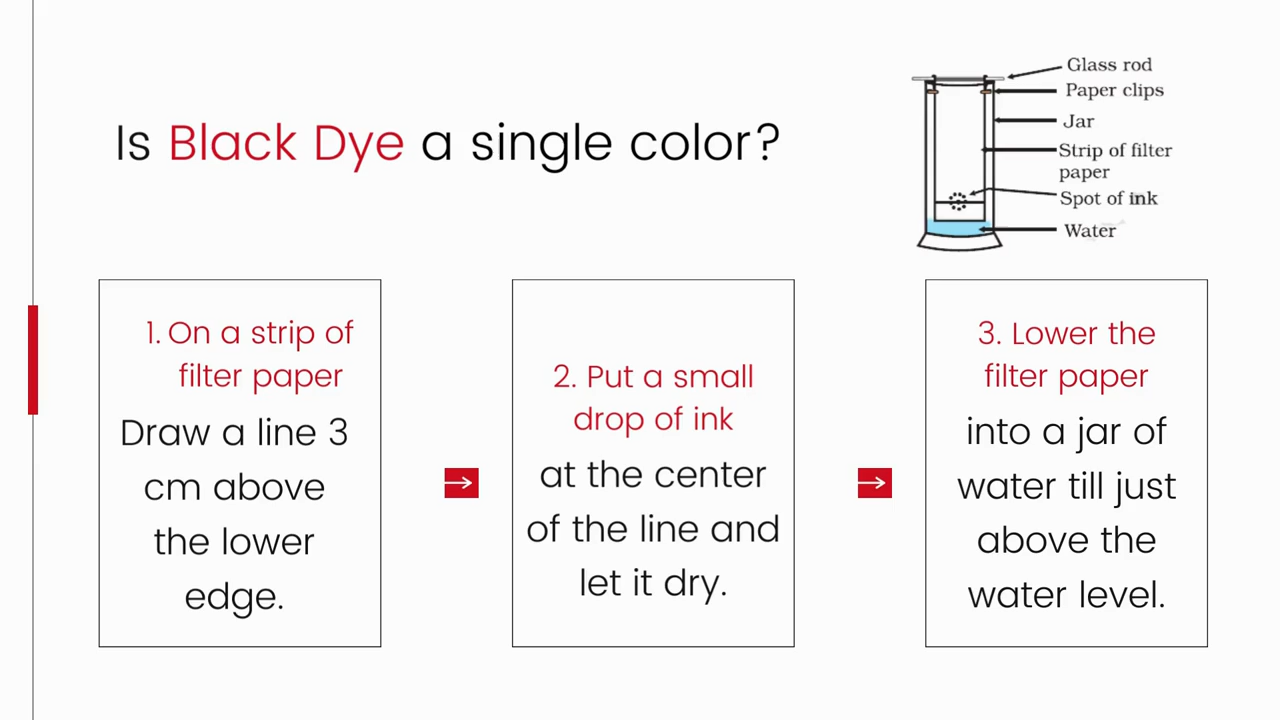 Is Black Dye a single color?
Glass rod
Paper clips
Jar
Strip of filter
paper
Spot of ink
Water
1. On a strip of
filter paper
Draw a line 3
cm above
the lower
edge.
2. Put a small
drop of ink
at the center
of the line and
let it dry.
3. Lower the
filter paper
into a jar of
water till just
above the
water level.